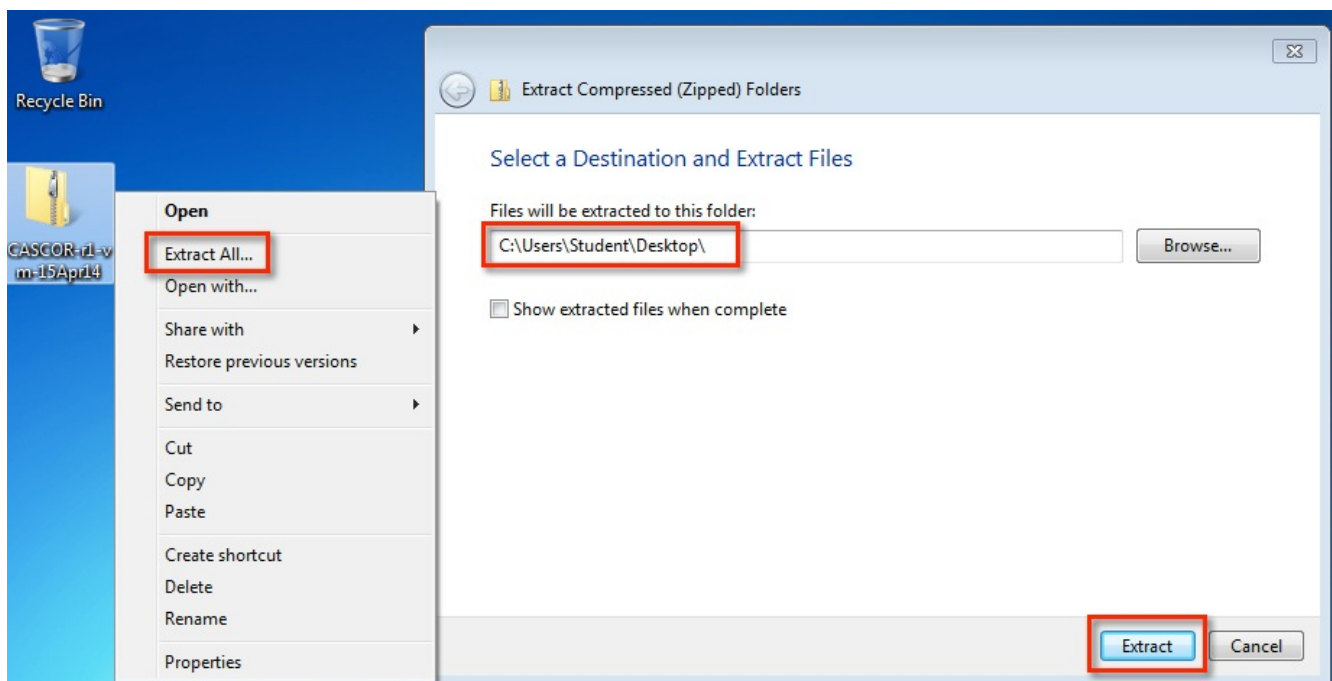 Recycle Bin
CASCOR-r1-v
m-15Apr14
Open
Extract All...
Open with...
Share with
Restore previous versions
Send to
Cut
Copy
Paste
Create shortcut
Delete
Rename
Properties
Extract Compressed (Zipped) Folders
Select a Destination and Extract Files
Files will be extracted to this folder:
C:\Users\Student\Desktop\
Browse...
Show extracted files when complete
Extract
Cancel